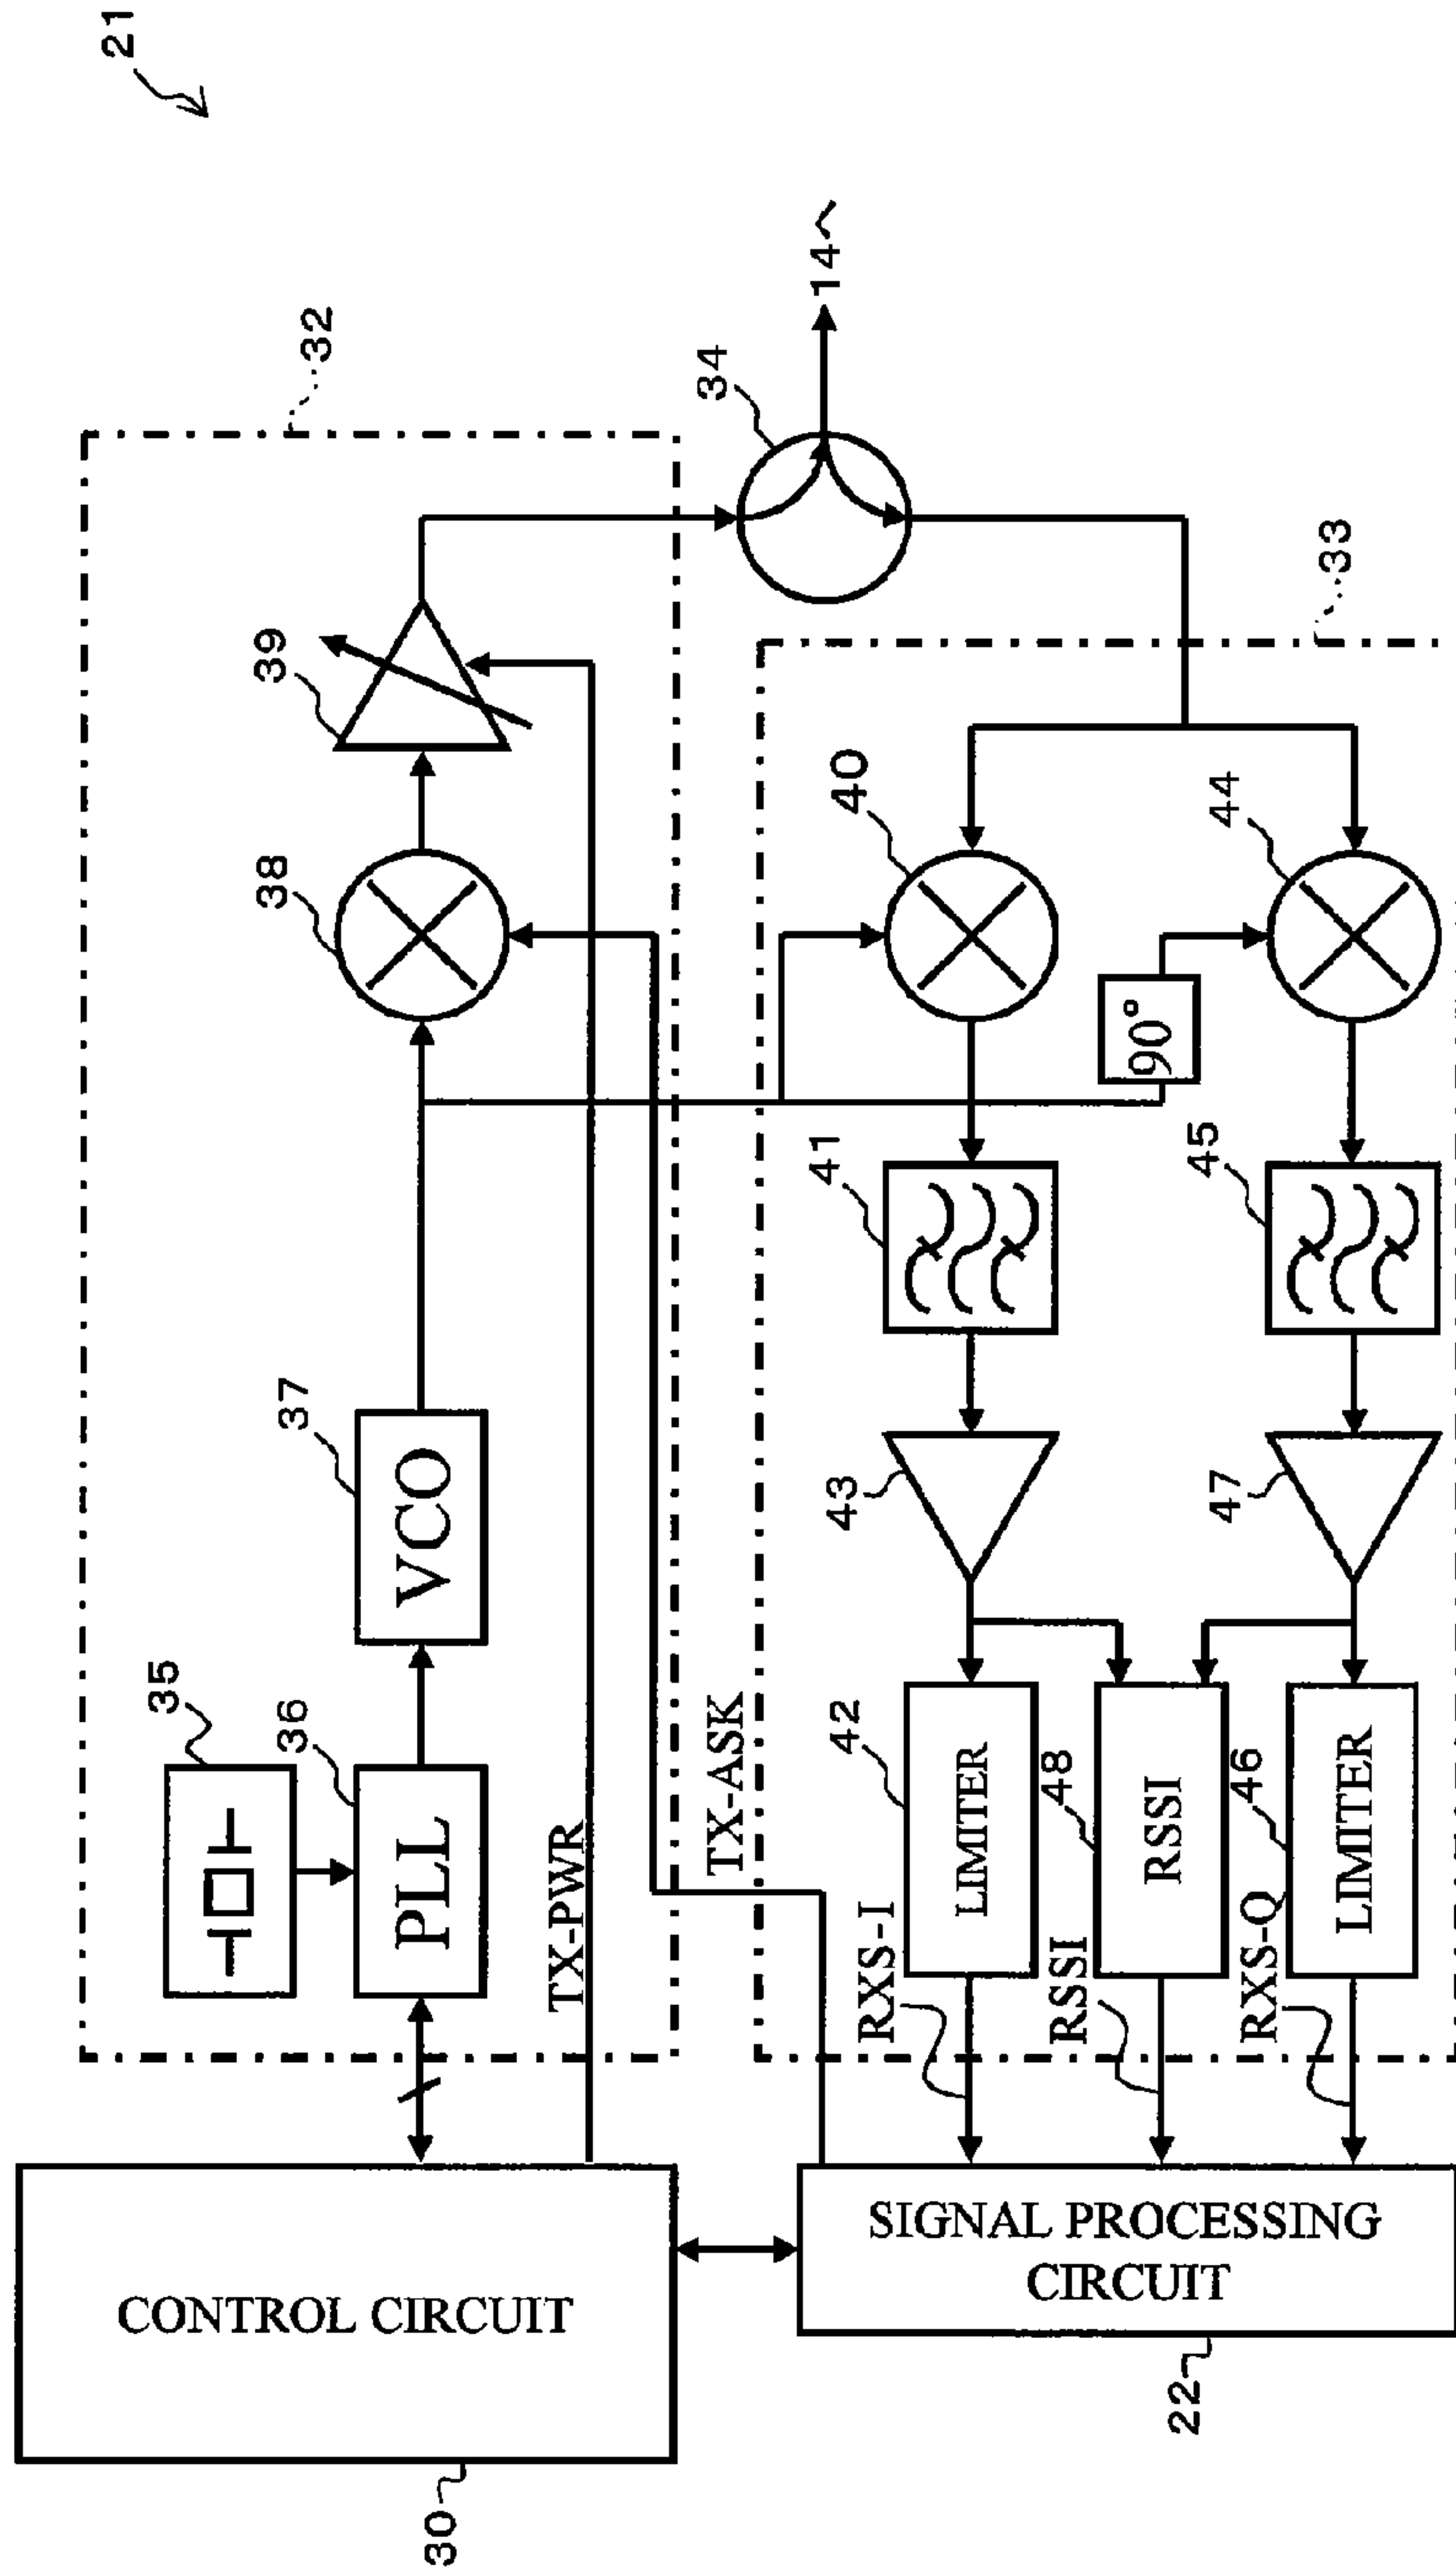 21
32
39
38
37
35
36
VCO
PLL
TX-PWR
TX-ASK
CONTROL CIRCUIT
30
34
14
33
40
44
90°
41
45
43
47
42
LIMITER
48
RSSI
46
LIMITER
RXS-I
RSSI
RXS-Q
SIGNAL PROCESSING
CIRCUIT
22